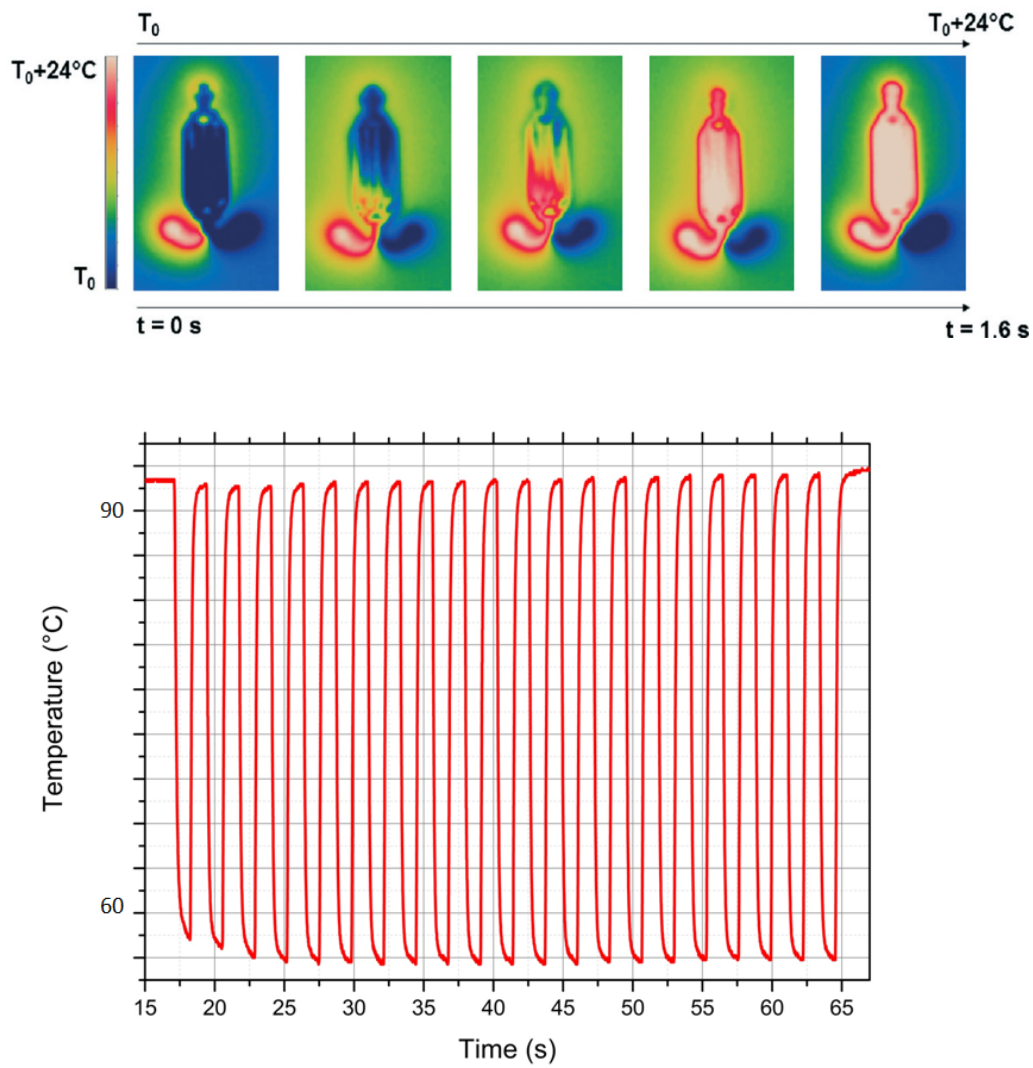 T₀ T₀+24°C
T₀+24°C
T₀
t = 0 s t = 1.6 s
90
60
Temperature (°C)
15 20 25 30 35 40 45 50 55 60 65
Time (s)